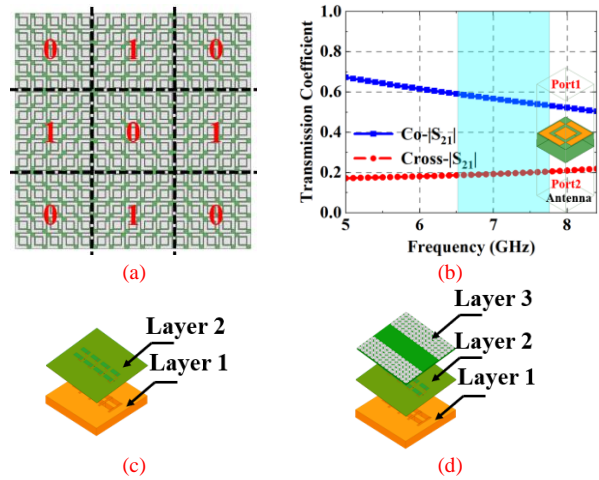 0 1 0
1 0 1
0 1 0
(a)
Transmission Coefficient
1.0
0.8
0.6
0.4
0.2
0.0
Co-|S21|
Cross-|S21|
Port1
Port2
Antenna
5 6 7 8
Frequency (GHz)
(b)
Layer 2
Layer 1
(c)
Layer 3
Layer 2
Layer 1
(d)